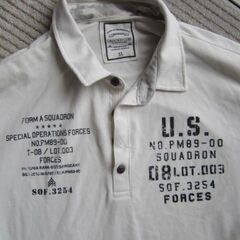 LL
FORM A SQUADRON
★★★★★
SPECIAL OPERATIONS FORCES
NO.PM89-00
T-08 / LOT.003
FORCES
SOF.3254
U.S.
NO.PM89-00
SQUADRON
08 LOT.003
SOF.3254
FORCES